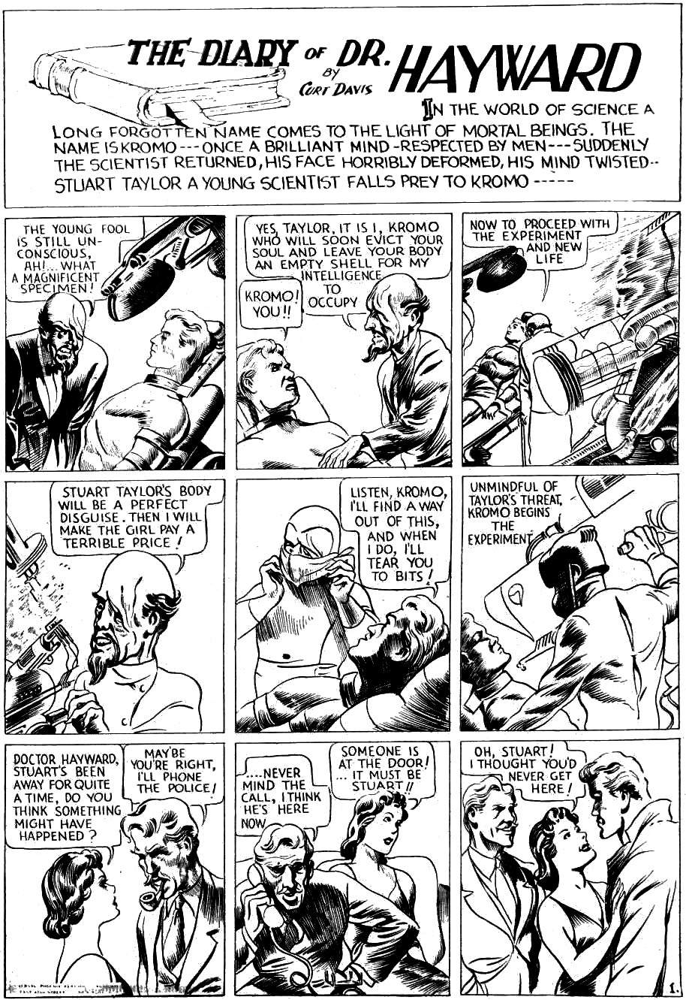 THE DIARY OF DR. HAYWARD
BY
CURT DAVIS
IN THE WORLD OF SCIENCE A
LONG FORGOTTEN NAME COMES TO THE LIGHT OF MORTAL BEINGS. THE
NAME IS KROMO --- ONCE A BRILLIANT MIND - RESPECTED BY MEN --- SUDDENLY
THE SCIENTIST RETURNED, HIS FACE HORRIBLY DEFORMED, HIS MIND TWISTED--
STUART TAYLOR A YOUNG SCIENTIST FALLS PREY TO KROMO -----
THE YOUNG FOOL
IS STILL UN-
CONSCIOUS,
AH!... WHAT
A MAGNIFICENT
SPECIMEN!
YES, TAYLOR, IT IS I, KROMO
WHO WILL SOON EVICT YOUR
SOUL AND LEAVE YOUR BODY
AN EMPTY SHELL FOR MY
INTELLIGENCE
TO
OCCUPY
KROMO!
YOU!!
NOW TO PROCEED WITH
THE EXPERIMENT
AND NEW
LIFE
STUART TAYLOR'S BODY
WILL BE A PERFECT
DISGUISE. THEN I WILL
MAKE THE GIRL PAY A
TERRIBLE PRICE!
LISTEN, KROMO,
I'LL FIND A WAY
OUT OF THIS,
AND WHEN
I DO, I'LL
TEAR YOU
TO BITS!
UNMINDFUL OF
TAYLOR'S THREAT,
KROMO BEGINS
THE
EXPERIMENT
DOCTOR HAYWARD,
STUART'S BEEN
AWAY FOR QUITE
A TIME, DO YOU
THINK SOMETHING
MIGHT HAVE
HAPPENED?
MAYBE
YOU'RE RIGHT,
I'LL PHONE
THE POLICE!
....NEVER
MIND THE
CALL, I THINK
HE'S HERE
NOW
SOMEONE IS
AT THE DOOR!
... IT MUST BE
STUART!!
OH, STUART!
I THOUGHT YOU'D
NEVER GET
HERE!
1.